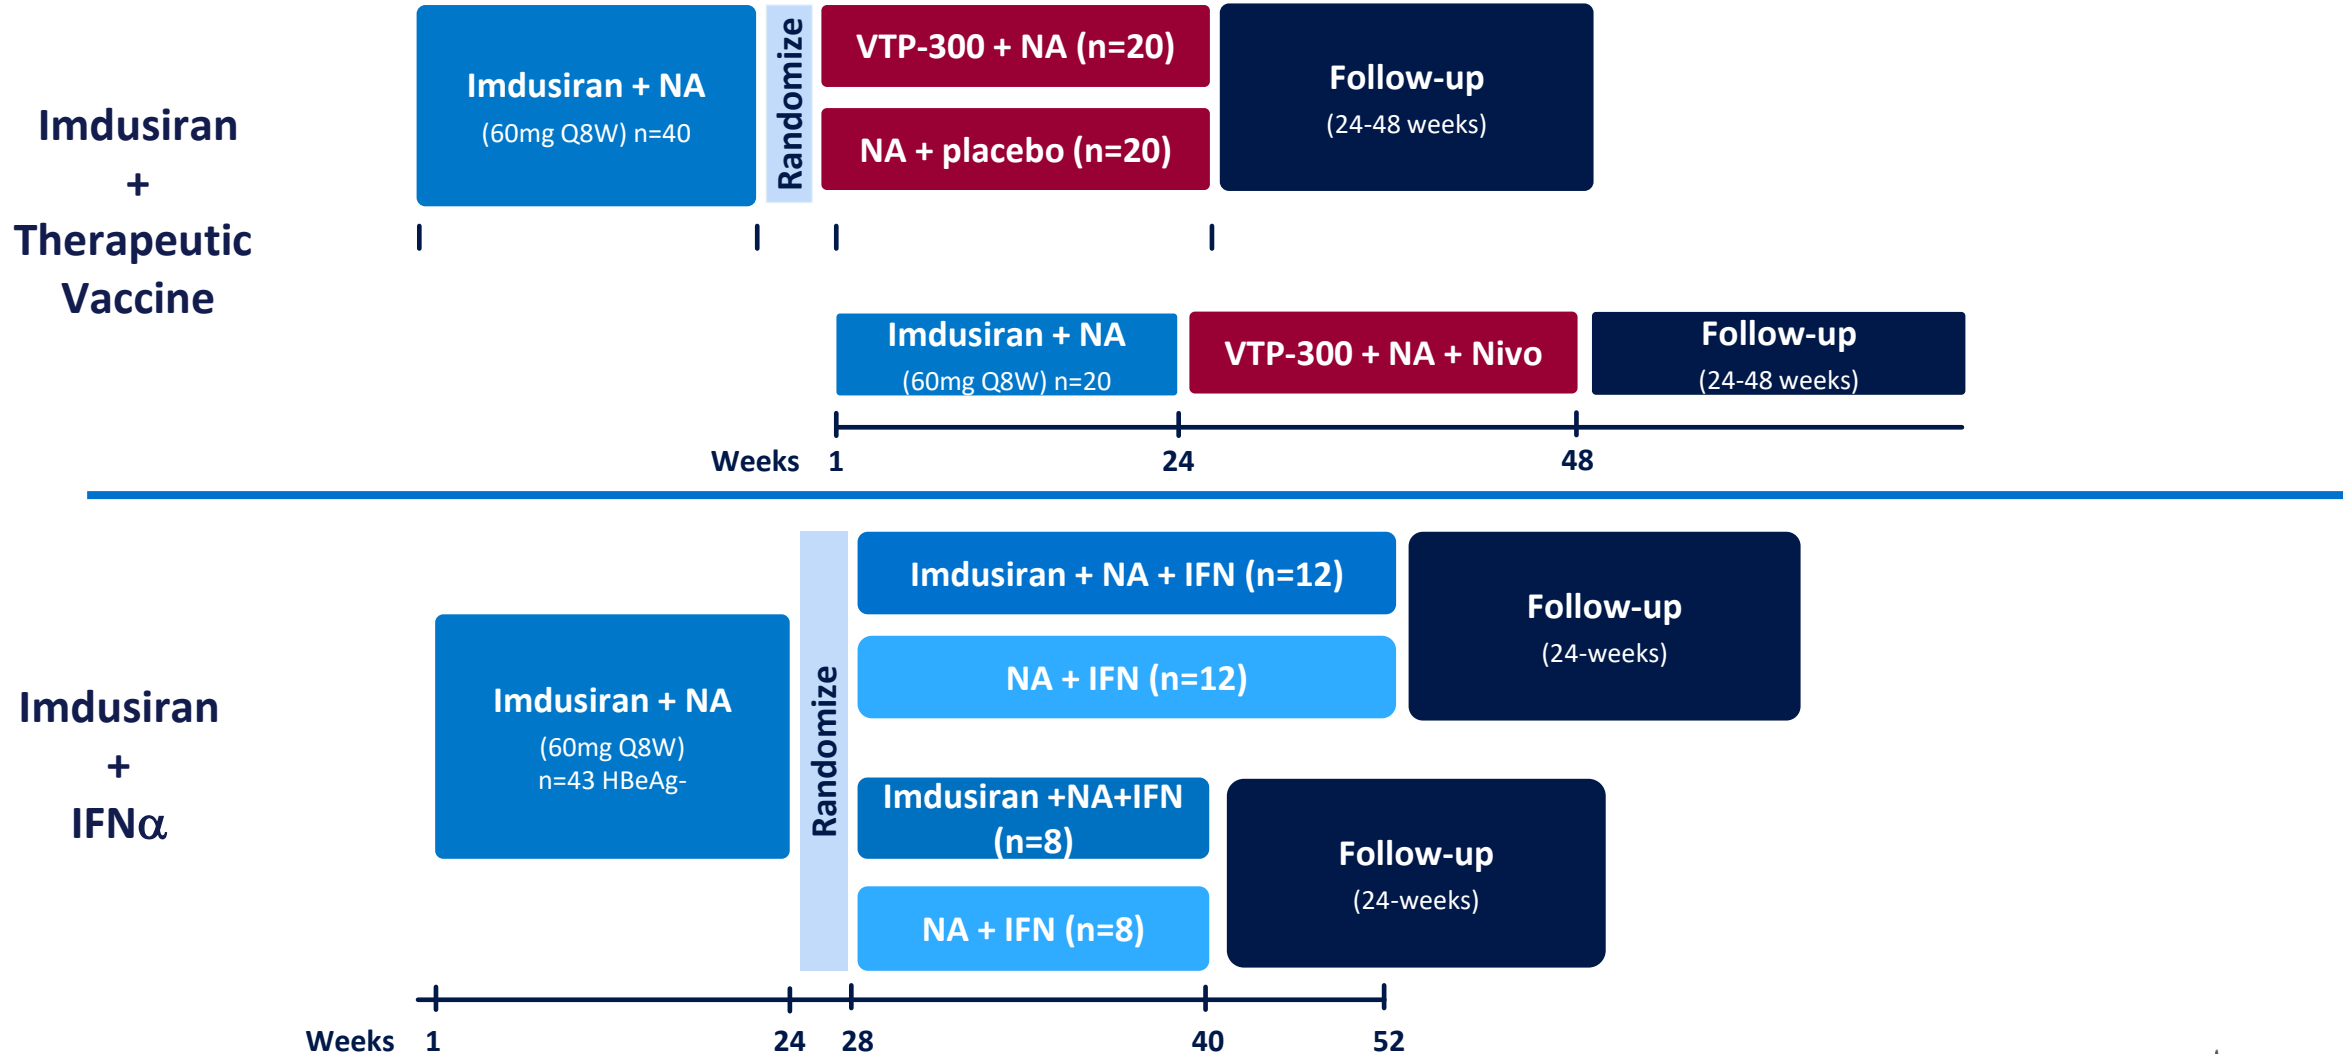 Imdusiran
+
Therapeutic
Vaccine
Imdusiran + NA
(60mg Q8W) n=40
Randomize
VTP-300 + NA (n=20)
NA + placebo (n=20)
Follow-up
(24-48 weeks)
Imdusiran + NA
(60mg Q8W) n=20
VTP-300 + NA + Nivo
Follow-up
(24-48 weeks)
Weeks 1 24 48
Imdusiran
+
IFNα
Imdusiran + NA
(60mg Q8W)
n=43 HBeAg-
Randomize
Imdusiran + NA + IFN (n=12)
NA + IFN (n=12)
Follow-up
(24-weeks)
Imdusiran +NA+IFN
(n=8)
NA + IFN (n=8)
Follow-up
(24-weeks)
Weeks 1 24 28 40 52